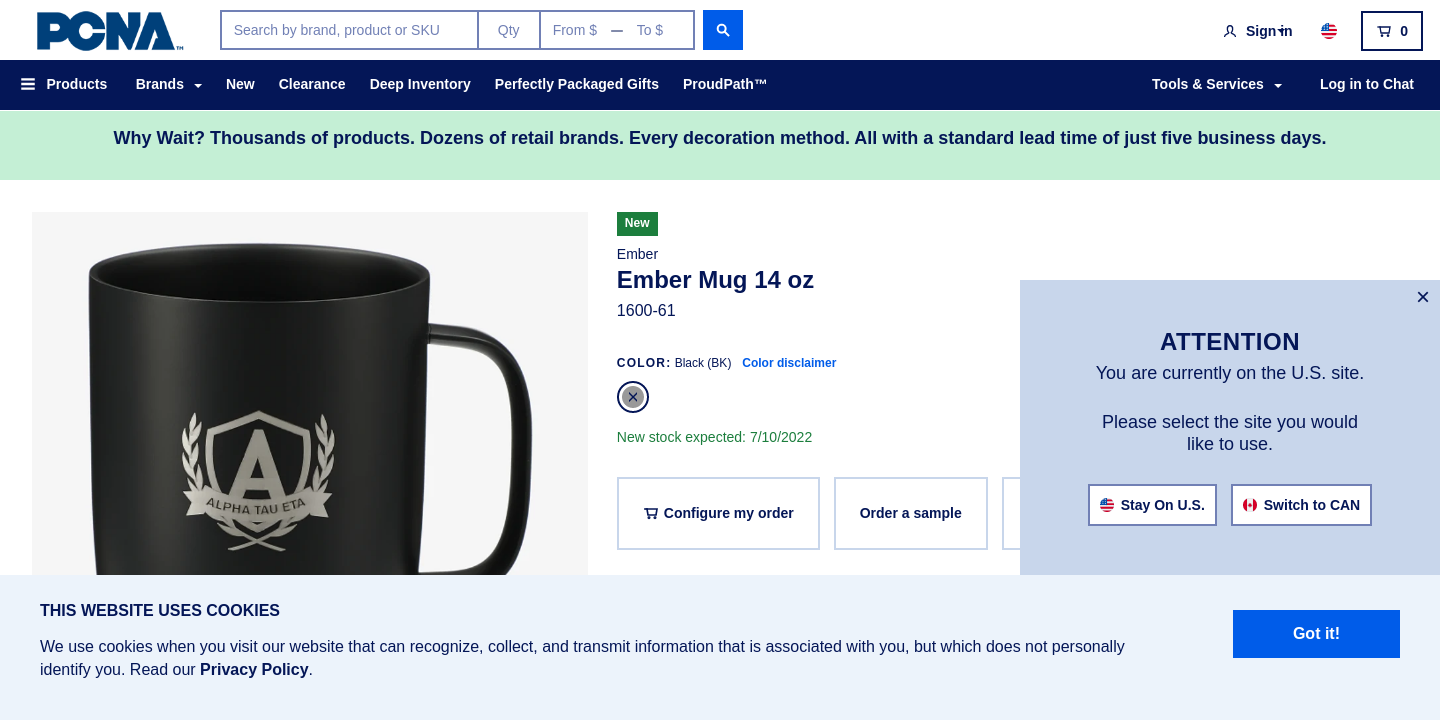 PCNA™
Search by brand, product or SKU
Qty
From $ — To $
Sign in
0
Products
Brands
New
Clearance
Deep Inventory
Perfectly Packaged Gifts
ProudPath™
Tools & Services
Log in to Chat
Why Wait? Thousands of products. Dozens of retail brands. Every decoration method. All with a standard lead time of just five business days.
A
ALPHA TAU ETA
New
Ember
Ember Mug 14 oz
1600-61
COLOR: Black (BK) Color disclaimer
New stock expected: 7/10/2022
Configure my order
Order a sample
ATTENTION
You are currently on the U.S. site.
Please select the site you would
like to use.
Stay On U.S.
Switch to CAN
THIS WEBSITE USES COOKIES
We use cookies when you visit our website that can recognize, collect, and transmit information that is associated with you, but which does not personally
identify you. Read our Privacy Policy.
Got it!